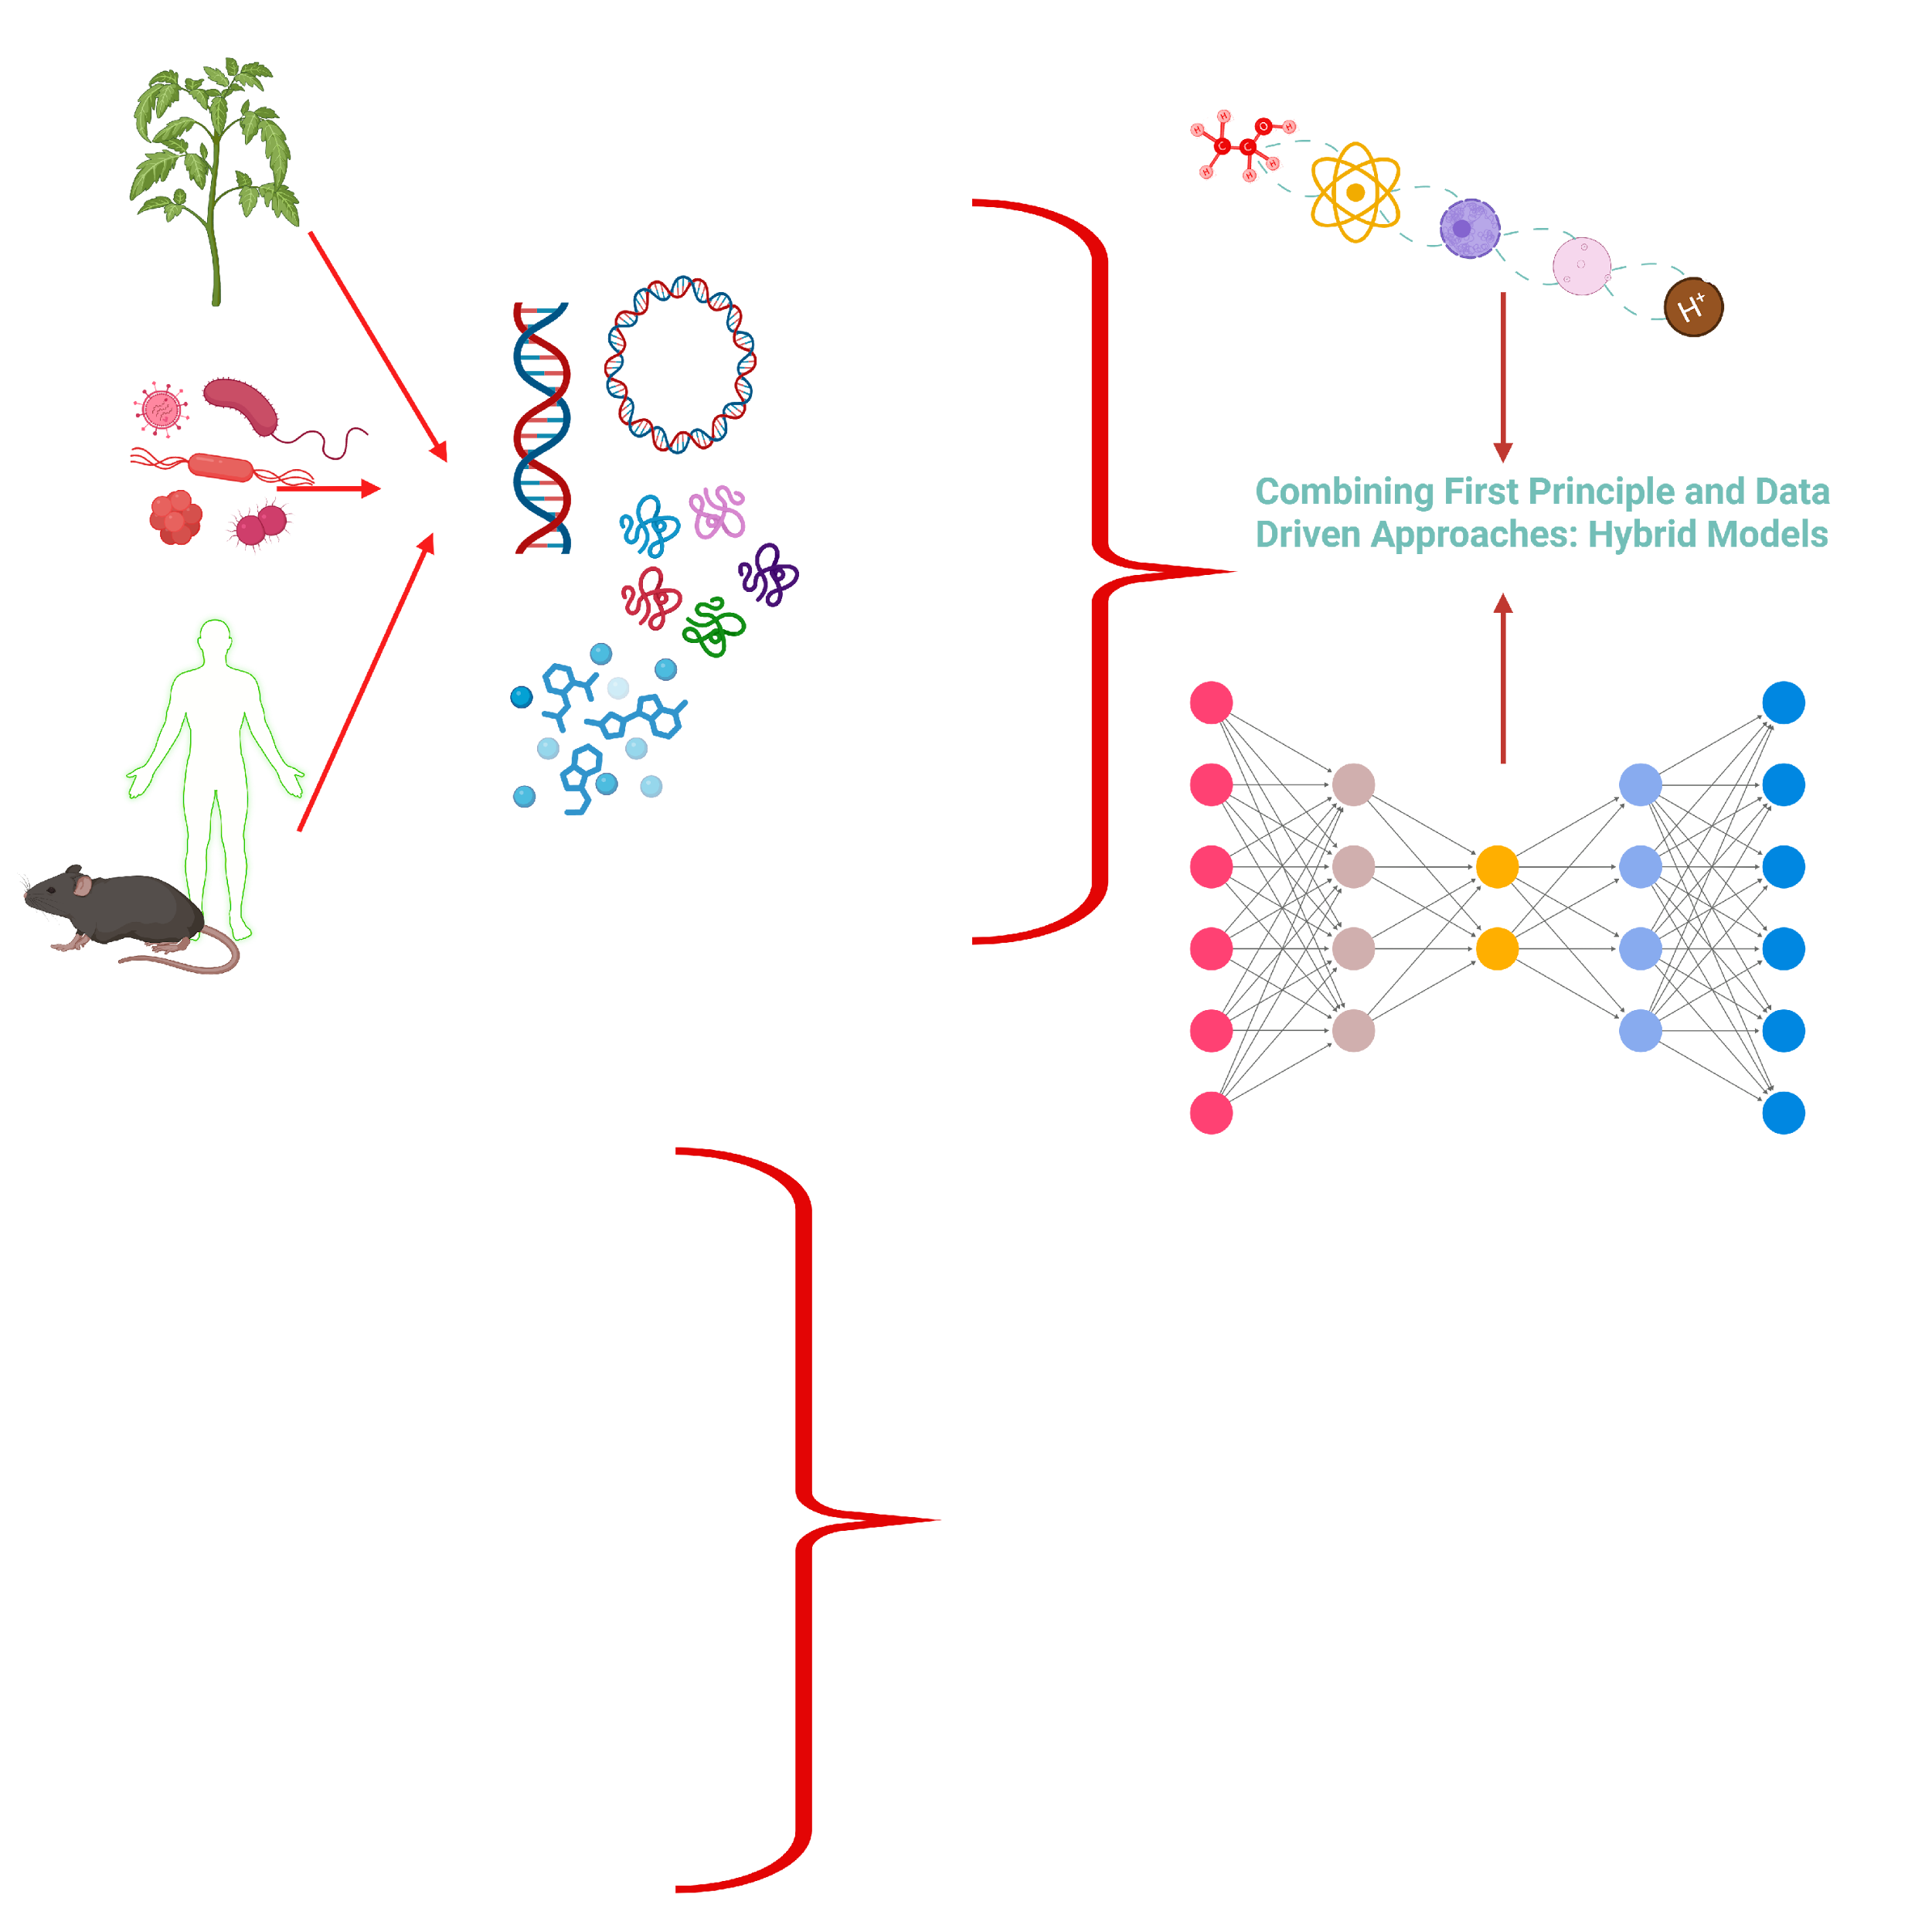 H
H
O
H
C
C
H
H
H
H⁺
Combining First Principle and Data
Driven Approaches: Hybrid Models